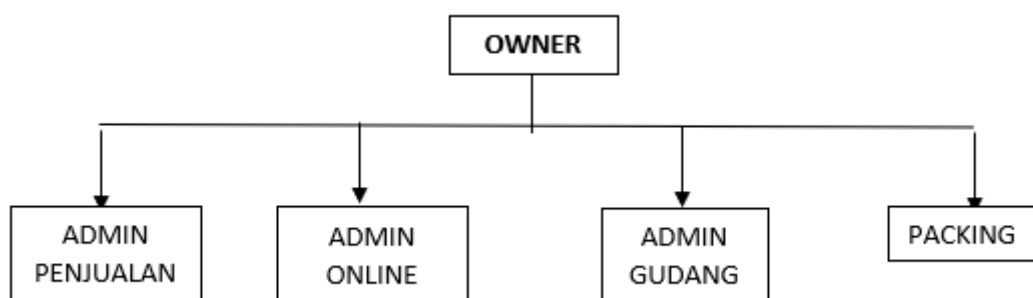 OWNER
ADMIN
PENJUALAN
ADMIN
ONLINE
ADMIN
GUDANG
PACKING